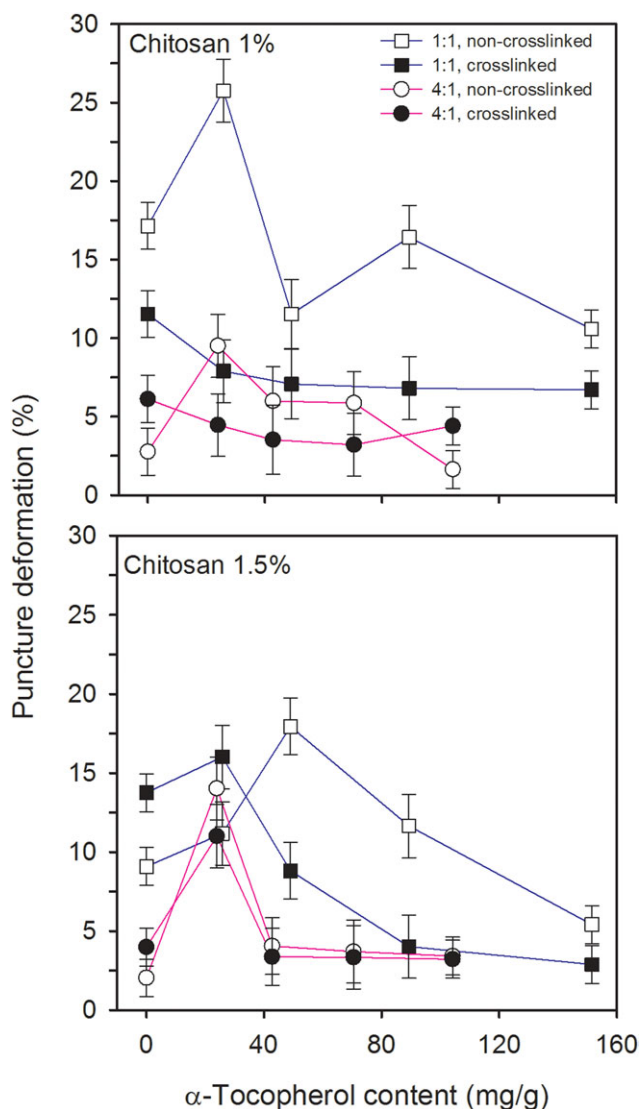 Chitosan 1%
1:1, non-crosslinked
1:1, crosslinked
4:1, non-crosslinked
4:1, crosslinked
30
25
20
15
10
5
0
Puncture deformation (%)
Chitosan 1.5%
30
25
20
15
10
5
0
0 40 80 120 160
α-Tocopherol content (mg/g)